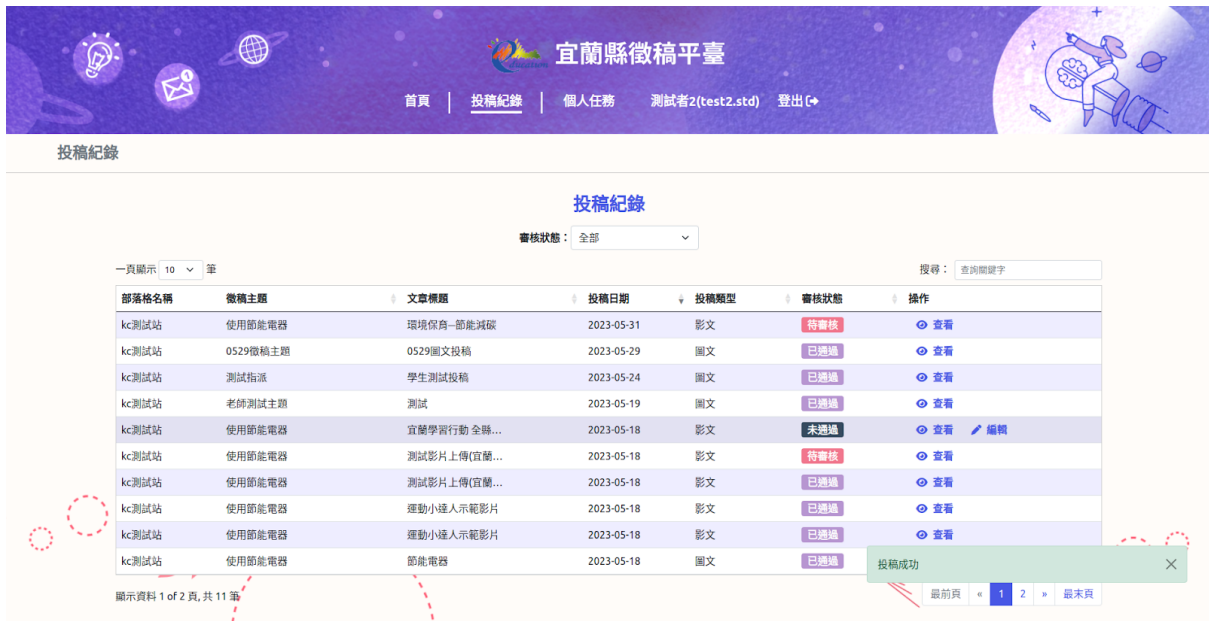 宜蘭縣徵稿平臺
首頁 投稿紀錄 個人任務 測試者2(test2.std) 登出
投稿紀錄
投稿紀錄
審核狀態： 全部
一頁顯示 10 筆 搜尋： 查詢關鍵字
部落格名稱 徵稿主題 文章標題 投稿日期 投稿類型 審核狀態 操作
kc測試站 使用節能電器 環境保育—節能減碳 2023-05-31 影文 待審核 查看
kc測試站 0529徵稿主題 0529圖文投稿 2023-05-29 圖文 已通過 查看
kc測試站 測試指派 學生測試投稿 2023-05-24 圖文 已通過 查看
kc測試站 老師測試主題 測試 2023-05-19 圖文 已通過 查看
kc測試站 使用節能電器 宜蘭學習行動 全縣... 2023-05-18 影文 未通過 查看 編輯
kc測試站 使用節能電器 測試影片上傳(宜蘭... 2023-05-18 影文 待審核 查看
kc測試站 使用節能電器 測試影片上傳(宜蘭... 2023-05-18 影文 已通過 查看
kc測試站 使用節能電器 運動小達人示範影片 2023-05-18 影文 已通過 查看
kc測試站 使用節能電器 運動小達人示範影片 2023-05-18 影文 已通過 查看
kc測試站 使用節能電器 節能電器 2023-05-18 圖文 已通過
投稿成功
顯示資料 1 of 2 頁, 共 11 筆 最前頁 « 1 2 » 最末頁